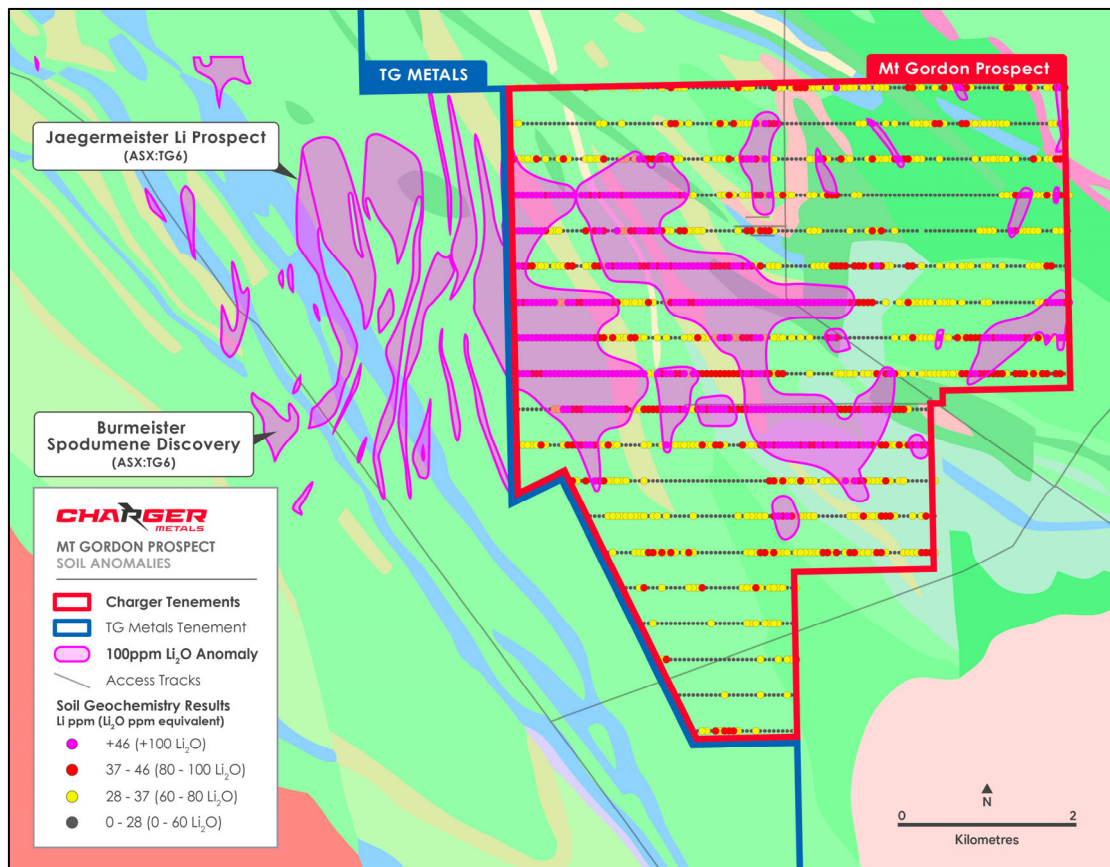 TG METALS
Mt Gordon Prospect
Jaegermeister Li Prospect
(ASX:TG6)
Burmeister
Spodumene Discovery
(ASX:TG6)
CHARGER
METALS
MT GORDON PROSPECT
SOIL ANOMALIES
Charger Tenements
TG Metals Tenement
100ppm Li₂O Anomaly
Access Tracks
Soil Geochemistry Results
Li ppm (Li₂O ppm equivalent)
+46 (+100 Li₂O)
37 - 46 (80 - 100 Li₂O)
28 - 37 (60 - 80 Li₂O)
0 - 28 (0 - 60 Li₂O)
N
0 2
Kilometres